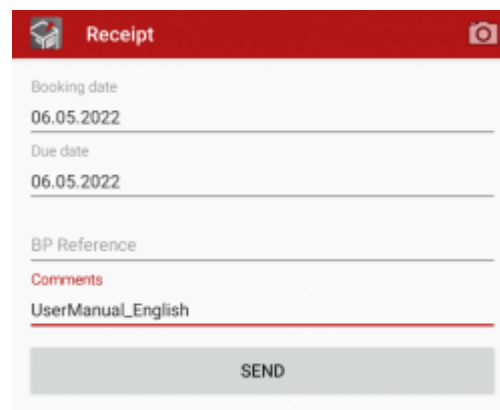 Receipt
Booking date
06.05.2022
Due date
06.05.2022
BP Reference
Comments
UserManual_English
SEND